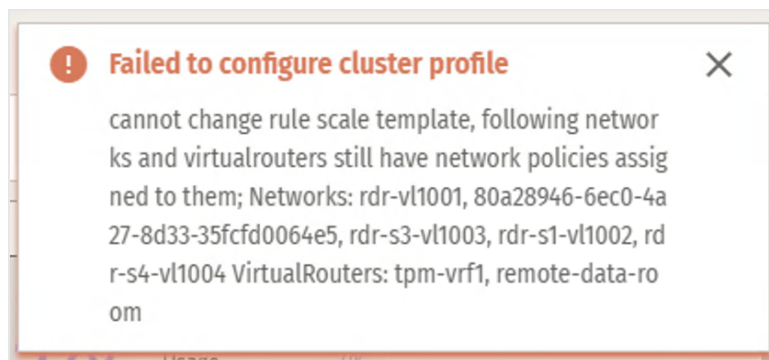 Failed to configure cluster profile
cannot change rule scale template, following networ
ks and virtualrouters still have network policies assig
ned to them; Networks: rdr-vl1001, 80a28946-6ec0-4a
27-8d33-35fcfd0064e5, rdr-s3-vl1003, rdr-s1-vl1002, rd
r-s4-vl1004 VirtualRouters: tpm-vrf1, remote-data-ro
om